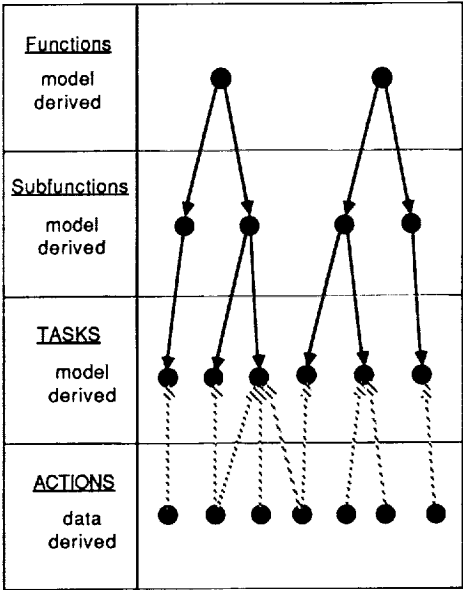 Functions
model
derived
Subfunctions
model
derived
TASKS
model
derived
ACTIONS
data
derived